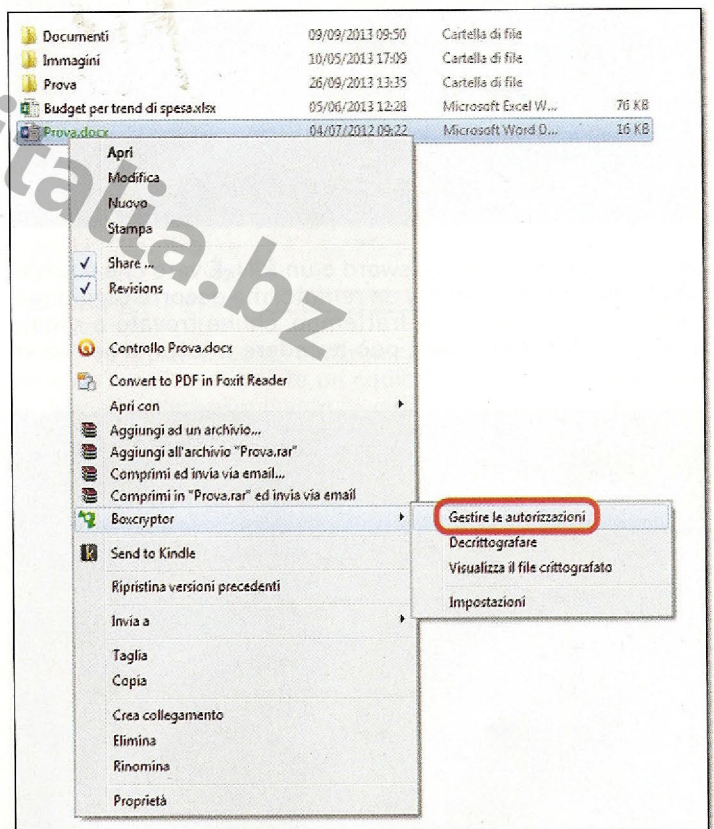 Documenti 09/09/2013 09:50 Cartella di file
Immagini 10/05/2013 17:09 Cartella di file
Prova 26/09/2013 13:35 Cartella di file
Budget per trend di spesa.xlsx 05/06/2013 12:28 Microsoft Excel W... 76 KB
Prova.docx 04/07/2012 09:22 Microsoft Word D... 16 KB
Apri
Modifica
Nuovo
Stampa
Share ...
Revisions
Controllo Prova.docx
Convert to PDF in Foxit Reader
Apri con
Aggiungi ad un archivio...
Aggiungi all'archivio "Prova.rar"
Comprimi ed invia via email...
Comprimi in "Prova.rar" ed invia via email
Boxcryptor
Gestire le autorizzazioni
Decrittografare
Visualizza il file crittografato
Impostazioni
Send to Kindle
Ripristina versioni precedenti
Invia a
Taglia
Copia
Crea collegamento
Elimina
Rinomina
Proprietà
italia.bz